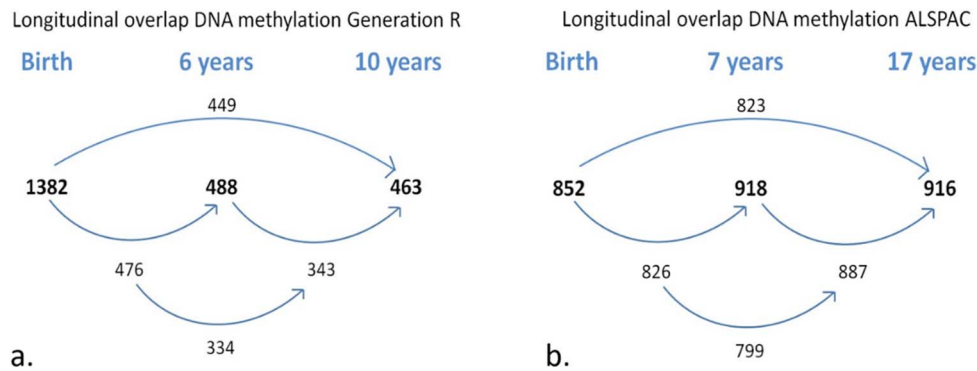 Longitudinal overlap DNA methylation Generation R
Birth 6 years 10 years
449
1382 488 463
476 343
334
a.
Longitudinal overlap DNA methylation ALSPAC
Birth 7 years 17 years
823
852 918 916
826 887
799
b.